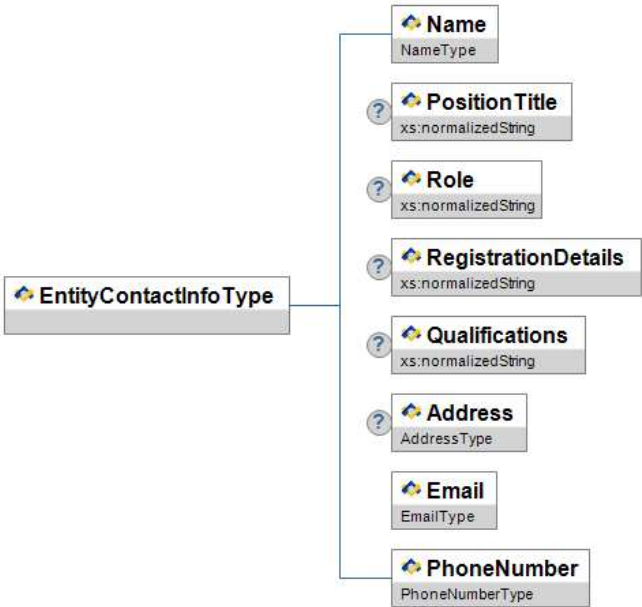 Name
NameType
?
PositionTitle
xs:normalizedString
?
Role
xs:normalizedString
?
RegistrationDetails
xs:normalizedString
EntityContactInfoType
?
Qualifications
xs:normalizedString
?
Address
AddressType
Email
EmailType
PhoneNumber
PhoneNumberType